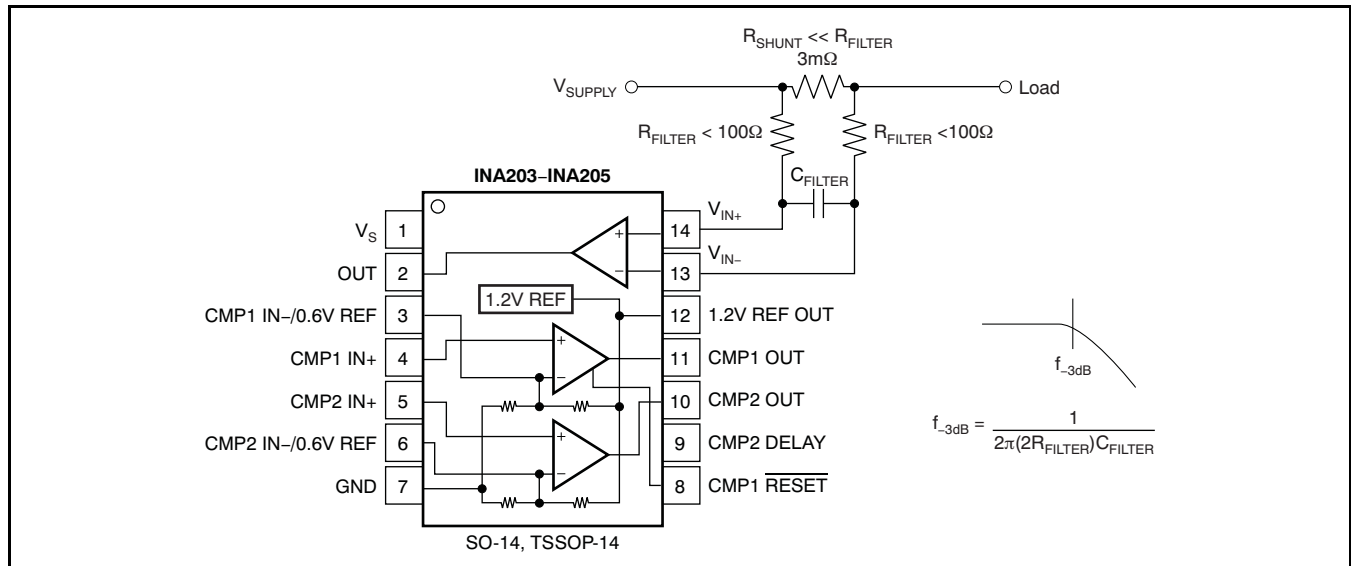 R_SHUNT << R_FILTER
3mΩ
V_SUPPLY
Load
R_FILTER < 100Ω
R_FILTER <100Ω
C_FILTER
INA203–INA205
V_IN+
V_IN–
V_S 1
OUT 2
CMP1 IN–/0.6V REF 3
CMP1 IN+ 4
CMP2 IN+ 5
CMP2 IN–/0.6V REF 6
GND 7
1.2V REF
+
–
+
–
+
–
14
13
12 1.2V REF OUT
11 CMP1 OUT
10 CMP2 OUT
9 CMP2 DELAY
8 CMP1 RESET
SO-14, TSSOP-14
f_–3dB
f_–3dB = 1
2π(2R_FILTER)C_FILTER